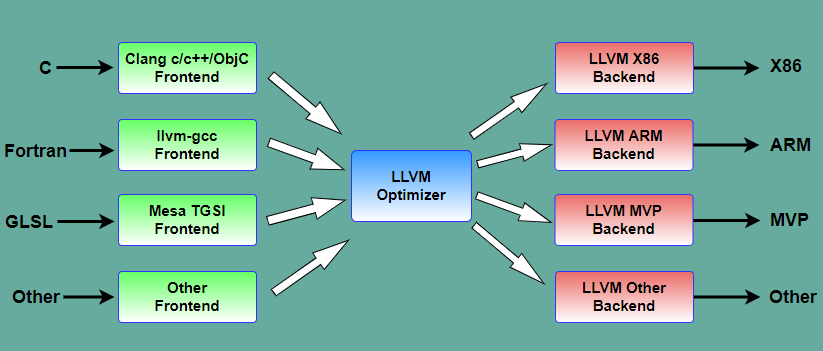 C
Clang c/c++/ObjC
Frontend
LLVM X86
Backend
X86
Fortran
llvm-gcc
Frontend
LLVM ARM
Backend
ARM
LLVM
Optimizer
GLSL
Mesa TGSI
Frontend
LLVM MVP
Backend
MVP
Other
Other
Frontend
LLVM Other
Backend
Other